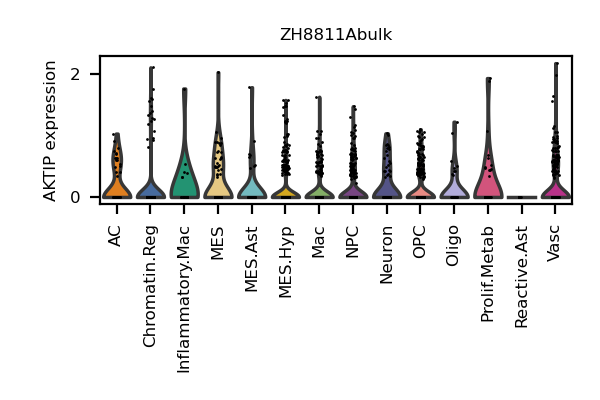 ZH8811Abulk
AKTIP expression
2
0
AC
Chromatin.Reg
Inflammatory.Mac
MES
MES.Ast
MES.Hyp
Mac
NPC
Neuron
OPC
Oligo
Prolif.Metab
Reactive.Ast
Vasc